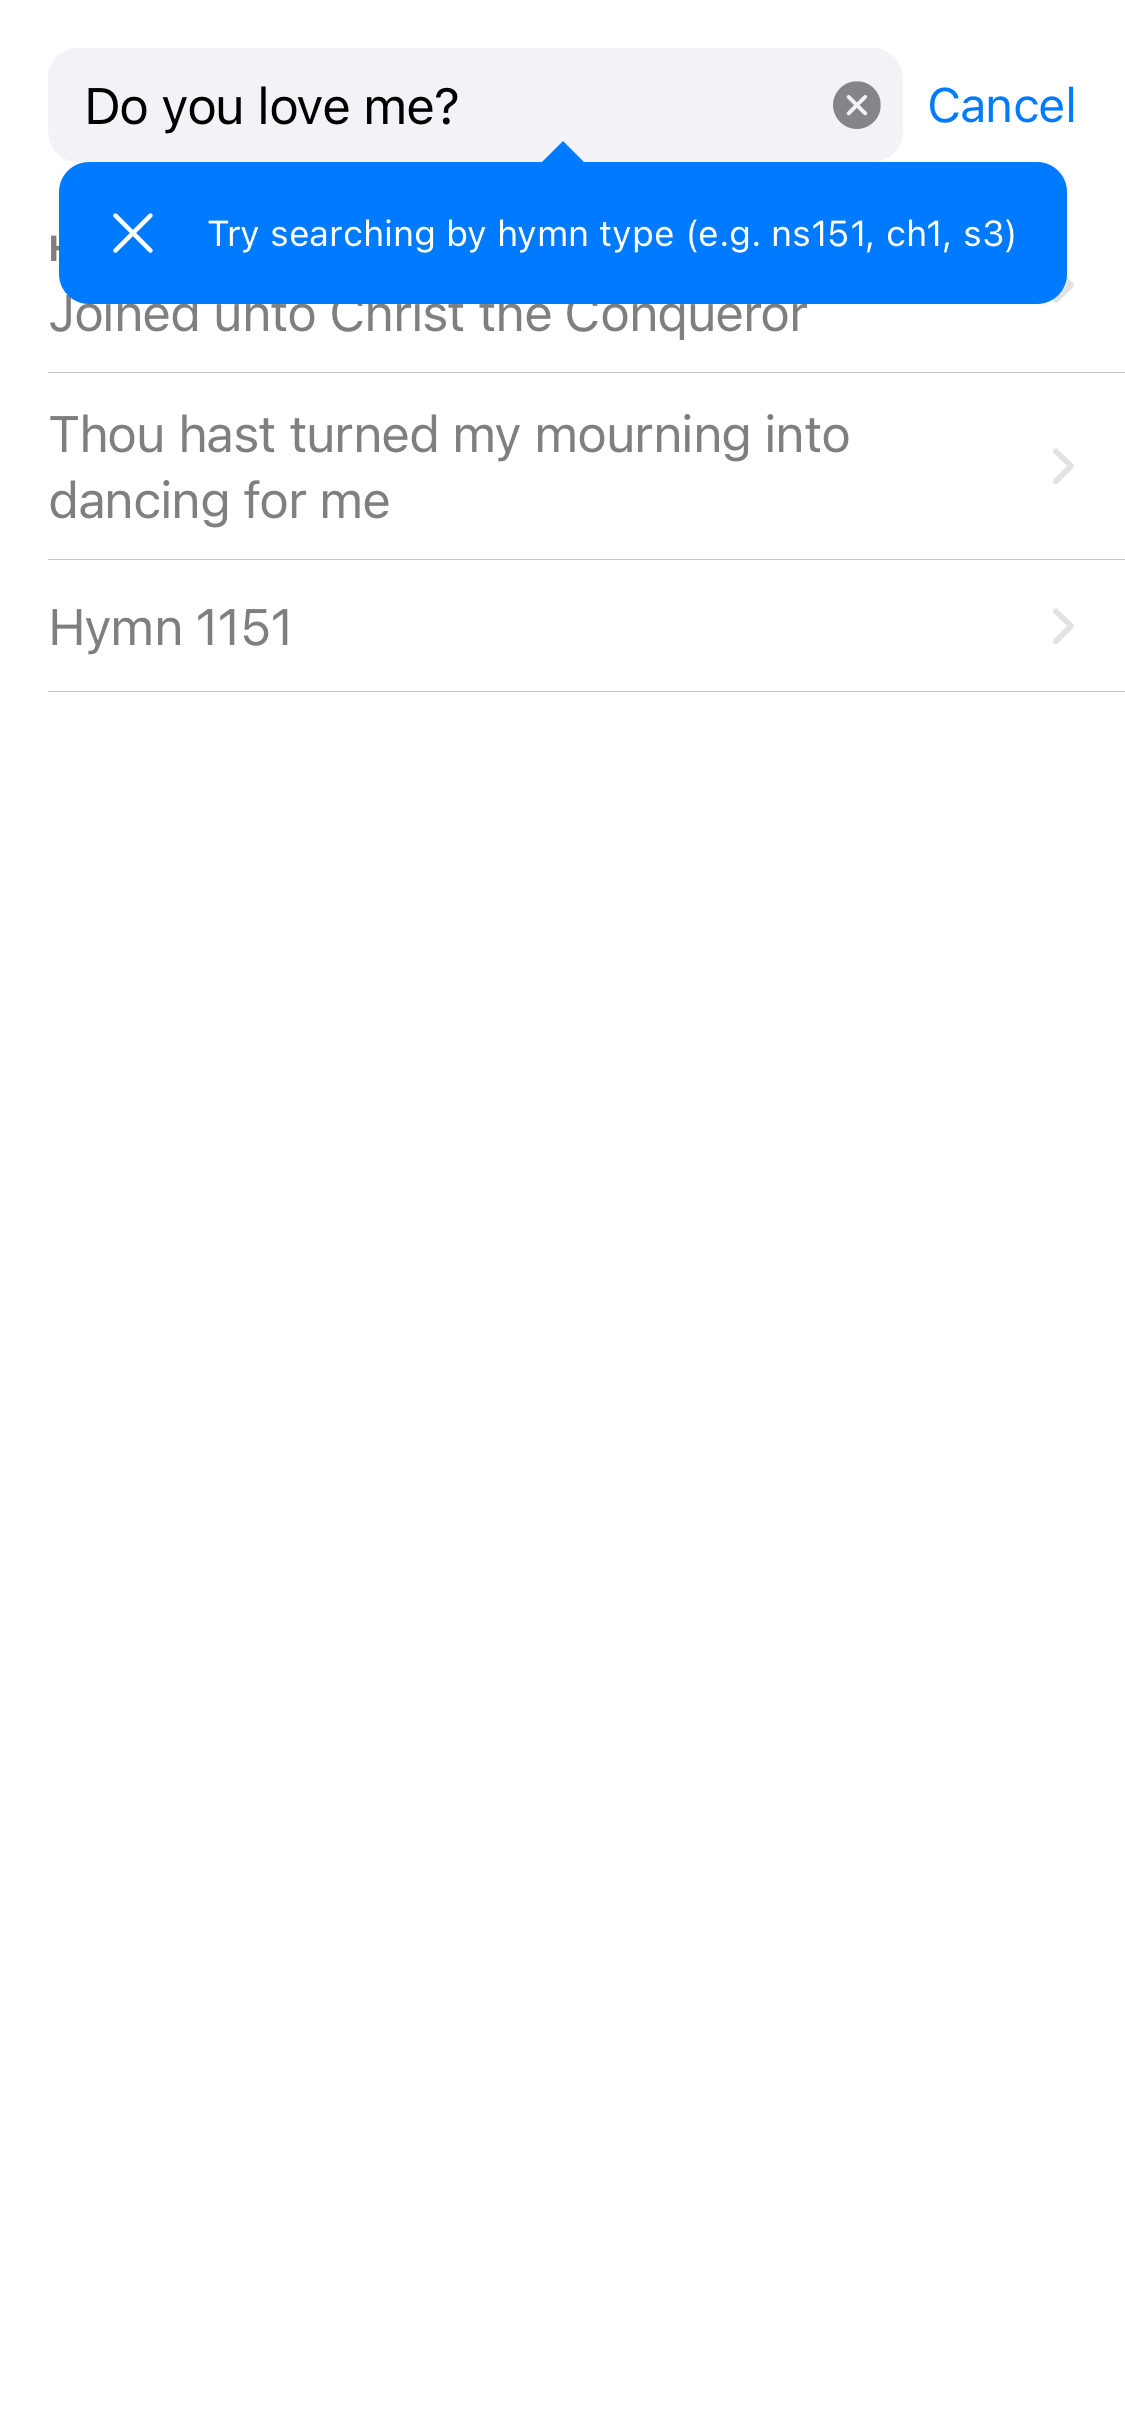 Do you love me?
Cancel
Try searching by hymn type (e.g. ns151, ch1, s3)
Joined unto Christ the Conqueror
Thou hast turned my mourning into
dancing for me
Hymn 1151